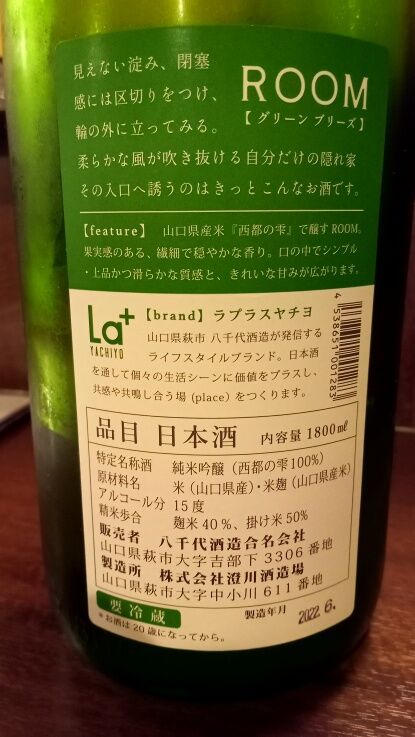 見えない淀み、閉塞
感には区切りをつけ、
輪の外に立ってみる。
柔らかな風が吹き抜ける自分だけの隠れ家
その入口へ誘うのはきっとこんなお酒です。
ROOM
【グリーン ブリーズ】
【feature】 山口県産米『西都の雫』で醸すROOM。
果実感のある、繊細で穏やかな香り。口の中でシンプル
・上品かつ滑らかな質感と、きれいな甘みが広がります。
La+
YACHIYO
【brand】ラプラスヤチヨ
山口県萩市 八千代酒造が発信する
ライフスタイルブランド。日本酒
を通して個々の生活シーンに価値をプラスし、
共感や共鳴し合う場(place)をつくります。
4 538651 001283
品目 日本酒 内容量 1800㎖
特定名称酒 純米吟醸(西都の雫100%)
原材料名 米(山口県産)・米麹(山口県産米)
アルコール分 15度
精米歩合 麹米40%、掛け米50%
販売者 八千代酒造合名会社
山口県萩市大字吉部下3306番地
製造所 株式会社澄川酒造場
山口県萩市大字中小川611番地
要冷蔵
製造年月 2022.6.
*お酒は20歳になってから。